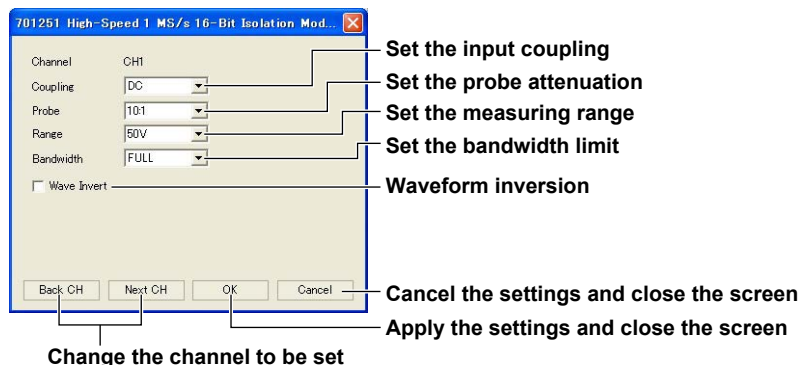 701251 High-Speed 1 MS/s 16-Bit Isolation Mod...
Channel CH1
Coupling DC
Probe 10:1
Range 50V
Bandwidth FULL
Wave Invert
Back CH Next CH OK Cancel
Set the input coupling
Set the probe attenuation
Set the measuring range
Set the bandwidth limit
Waveform inversion
Cancel the settings and close the screen
Apply the settings and close the screen
Change the channel to be set